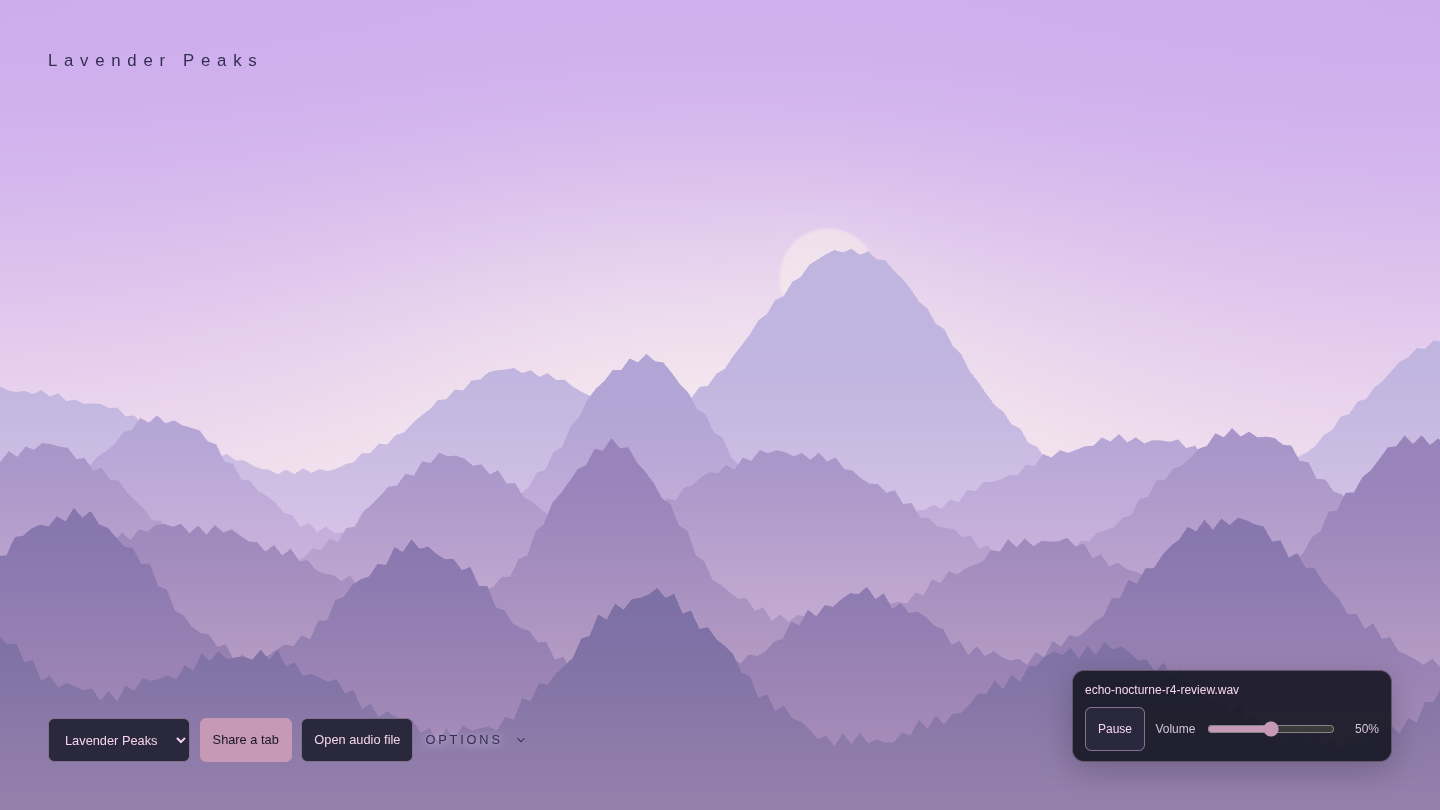 Lavender Peaks
echo-nocturne-r4-review.wav
Pause Volume 50%
Lavender Peaks Share a tab Open audio file OPTIONS